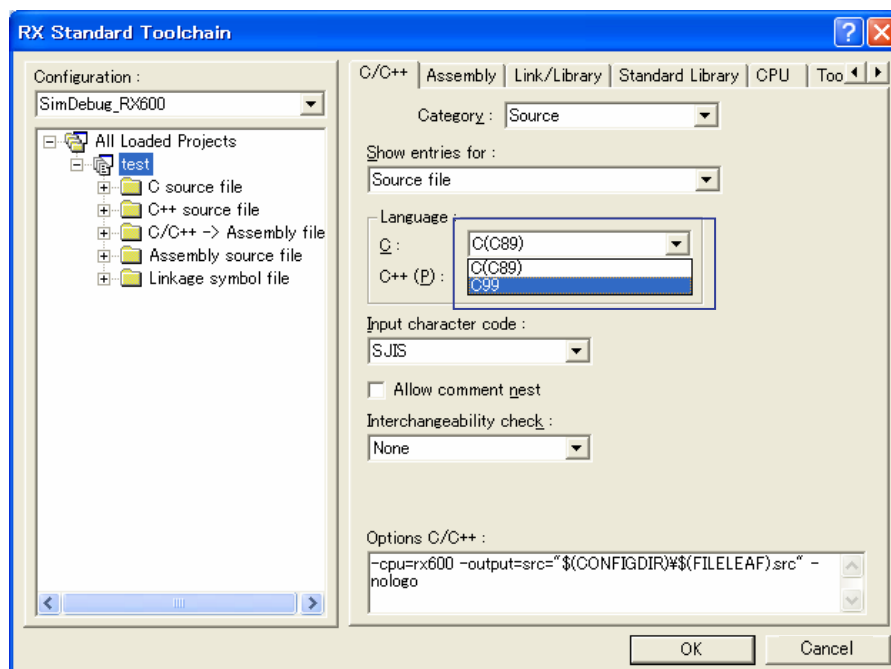 RX Standard Toolchain
Configuration :
SimDebug_RX600
All Loaded Projects
test
C source file
C++ source file
C/C++ -> Assembly file
Assembly source file
Linkage symbol file
C/C++ Assembly Link/Library Standard Library CPU Too
Category : Source
Show entries for :
Source file
Language :
C : C(C89)
C(C89)
C++ (P) : C99
Input character code :
SJIS
Allow comment nest
Interchangeability check :
None
Options C/C++ :
-cpu=rx600 -output=src="$(CONFIGDIR)¥$(FILELEAF).src" -
nologo
OK Cancel